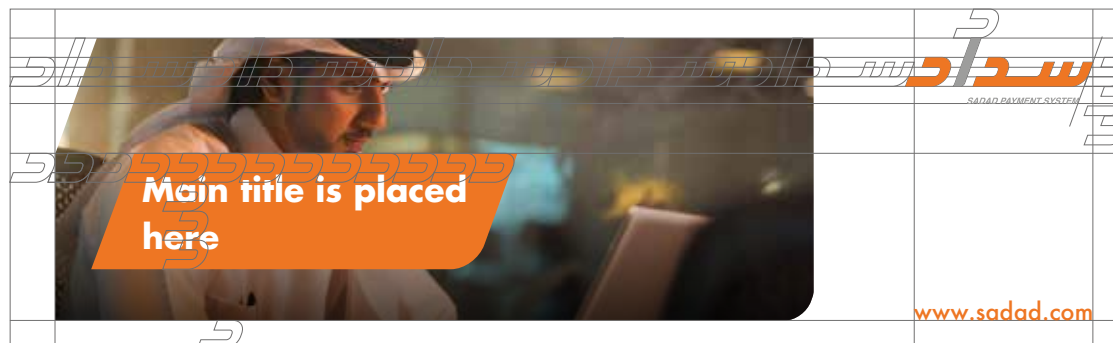 سداد
SADAD PAYMENT SYSTEM
Main title is placed
here
www.sadad.com